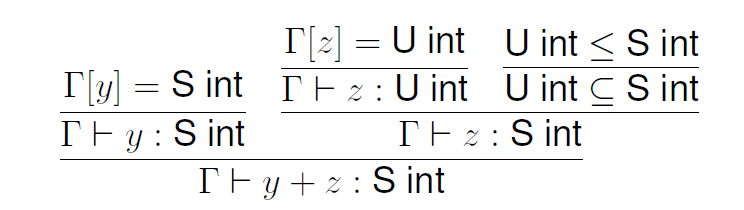 Γ[z] = U int U int ≤ S int
Γ[y] = S int Γ ⊢ z : U int U int ⊆ S int
Γ ⊢ y : S int Γ ⊢ z : S int
Γ ⊢ y + z : S int